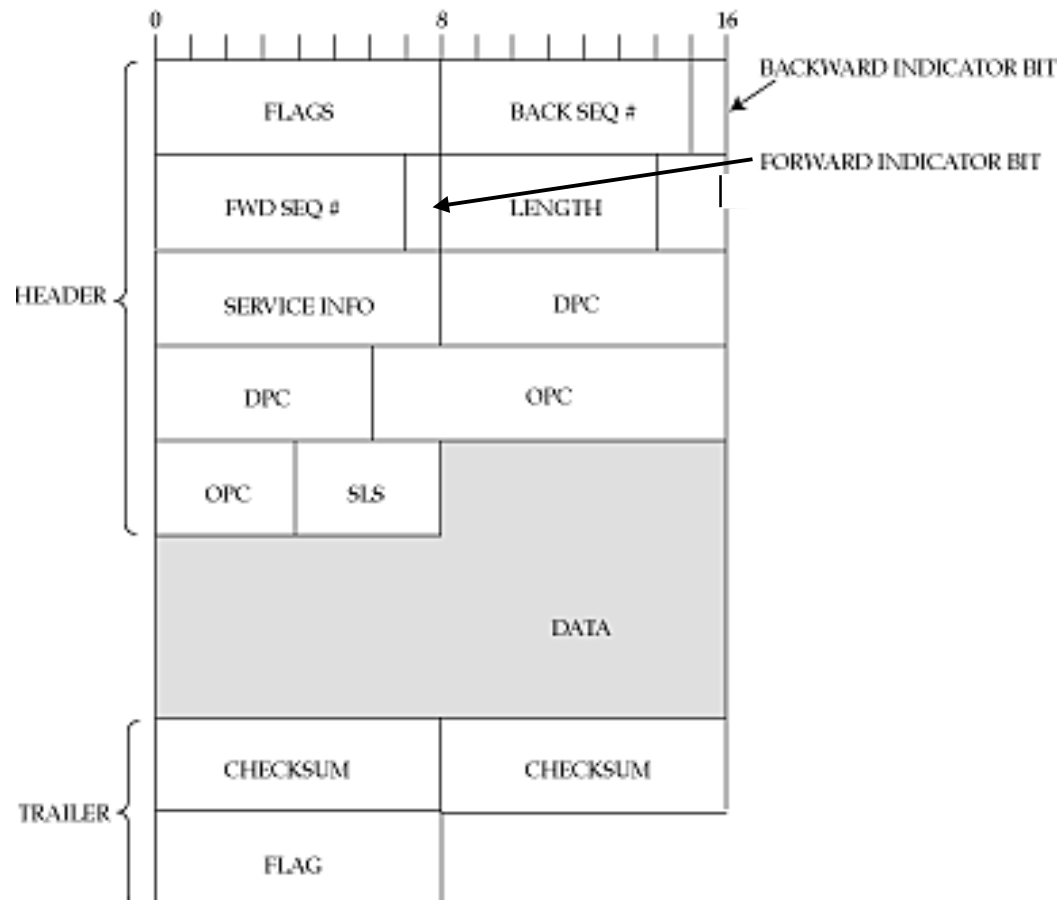 0 8 16
BACKWARD INDICATOR BIT
FLAGS BACK SEQ #
FORWARD INDICATOR BIT
FWD SEQ # LENGTH
HEADER
SERVICE INFO DPC
DPC OPC
OPC SLS
DATA
CHECKSUM CHECKSUM
TRAILER
FLAG